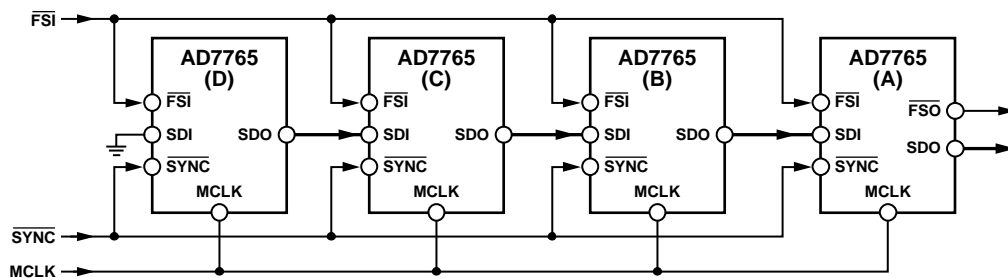 FSI
AD7765
(D)
FSI
SDI
SYNC
SDO
MCLK
AD7765
(C)
FSI
SDI
SYNC
SDO
MCLK
AD7765
(B)
FSI
SDI
SYNC
SDO
MCLK
AD7765
(A)
FSI
SDI
SYNC
FSO
SDO
MCLK
SYNC
MCLK